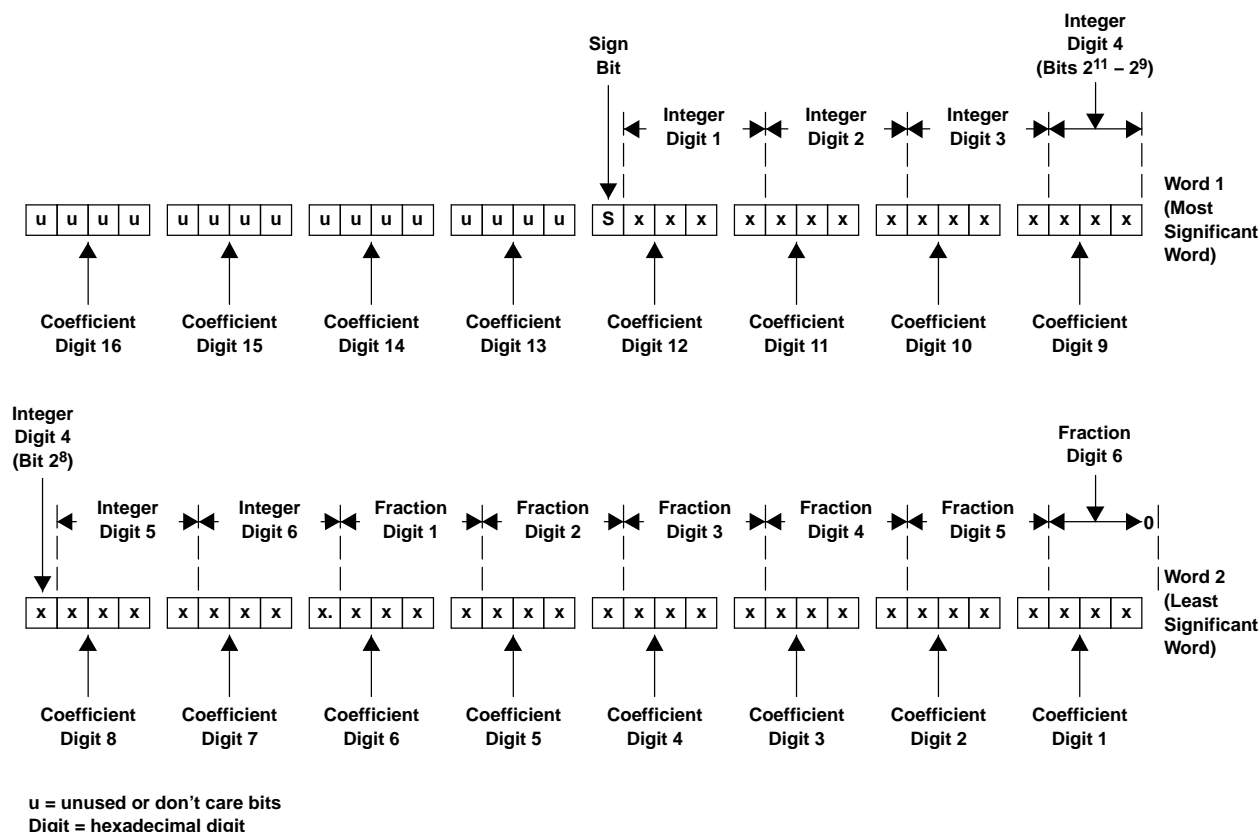 Sign
Bit
Integer
Digit 4
(Bits 2¹¹ – 2⁹)
Integer
Digit 1
Integer
Digit 2
Integer
Digit 3
u u u u u u u u u u u u u u u u S x x x x x x x x x x x x x x x
Word 1
(Most
Significant
Word)
Coefficient
Digit 16
Coefficient
Digit 15
Coefficient
Digit 14
Coefficient
Digit 13
Coefficient
Digit 12
Coefficient
Digit 11
Coefficient
Digit 10
Coefficient
Digit 9
Integer
Digit 4
(Bit 2⁸)
Fraction
Digit 6
Integer
Digit 5
Integer
Digit 6
Fraction
Digit 1
Fraction
Digit 2
Fraction
Digit 3
Fraction
Digit 4
Fraction
Digit 5
0
x x x x x x x x x. x x x x x x x x x x x x x x x x x x x x x x x
Word 2
(Least
Significant
Word)
Coefficient
Digit 8
Coefficient
Digit 7
Coefficient
Digit 6
Coefficient
Digit 5
Coefficient
Digit 4
Coefficient
Digit 3
Coefficient
Digit 2
Coefficient
Digit 1
u = unused or don't care bits
Digit = hexadecimal digit